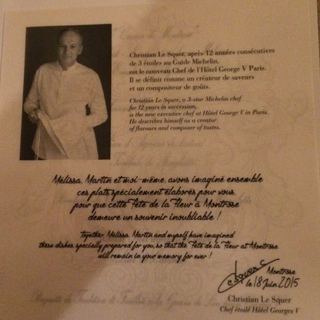 Christian Le Squer, après 12 années consécutives
de 3 étoiles au Guide Michelin,
est le nouveau Chef de l'Hôtel George V Paris.
Il se définit comme un créateur de saveurs
et un compositeur de goûts.
Christian Le Squer, a 3-star Michelin chef
for 12 years in succession,
is the new executive chef at Hôtel George V in Paris.
He describes himself as a creator
of flavours and composer of tastes.
Mélissa, Martin et moi-même, avons imaginé ensemble
ces plats spécialement élaborés pour vous,
pour que cette Fête de la Fleur à Montrose
demeure un souvenir inoubliable !
Together, Mélissa, Martin and myself have imagined
these dishes specially prepared for you, so that the Fête de la Fleur at Montrose
will remain in your memory for ever !
Montrose
le 18 Juin 2015
Christian Le Squer
Chef étoilé Hôtel Georges V